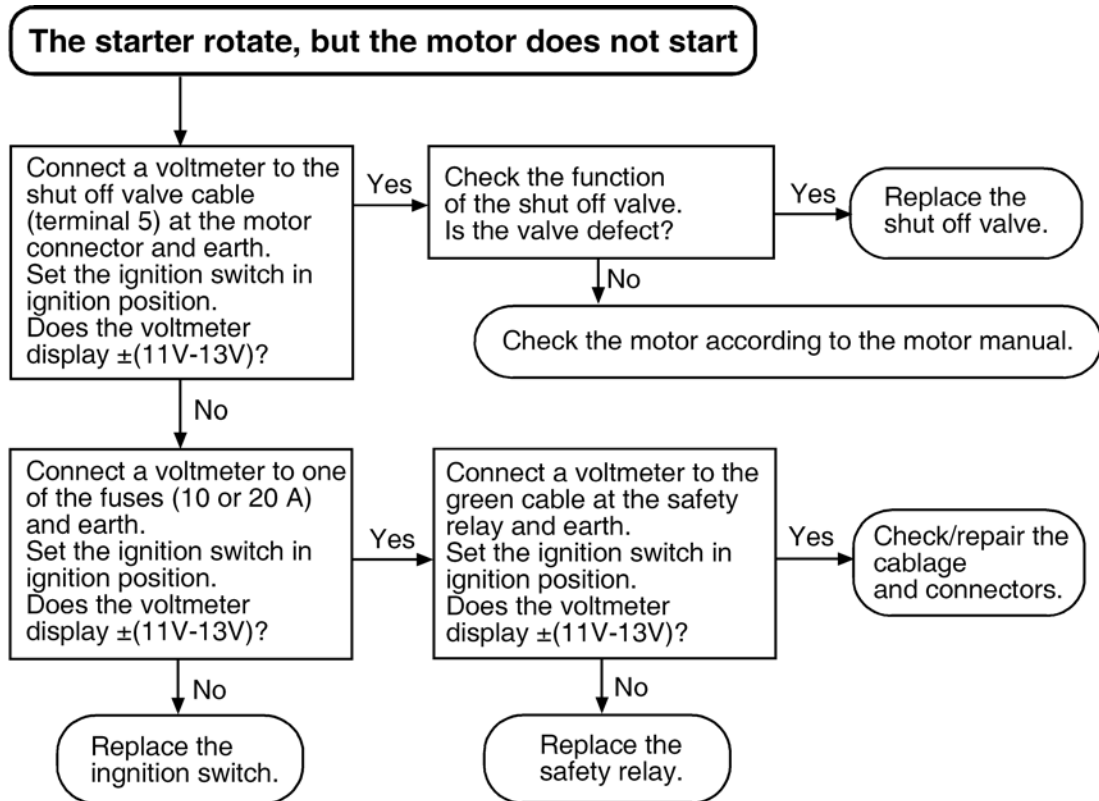 The starter rotate, but the motor does not start
Connect a voltmeter to the
shut off valve cable
(terminal 5) at the motor
connector and earth.
Set the ignition switch in
ignition position.
Does the voltmeter
display ±(11V-13V)?
Yes
Check the function
of the shut off valve.
Is the valve defect?
Yes
Replace the
shut off valve.
No
Check the motor according to the motor manual.
No
Connect a voltmeter to one
of the fuses (10 or 20 A)
and earth.
Set the ignition switch in
ignition position.
Does the voltmeter
display ±(11V-13V)?
Yes
Connect a voltmeter to the
green cable at the safety
relay and earth.
Set the ignition switch in
ignition position.
Does the voltmeter
display ±(11V-13V)?
Yes
Check/repair the
cablage
and connectors.
No
Replace the
ingnition switch.
No
Replace the
safety relay.